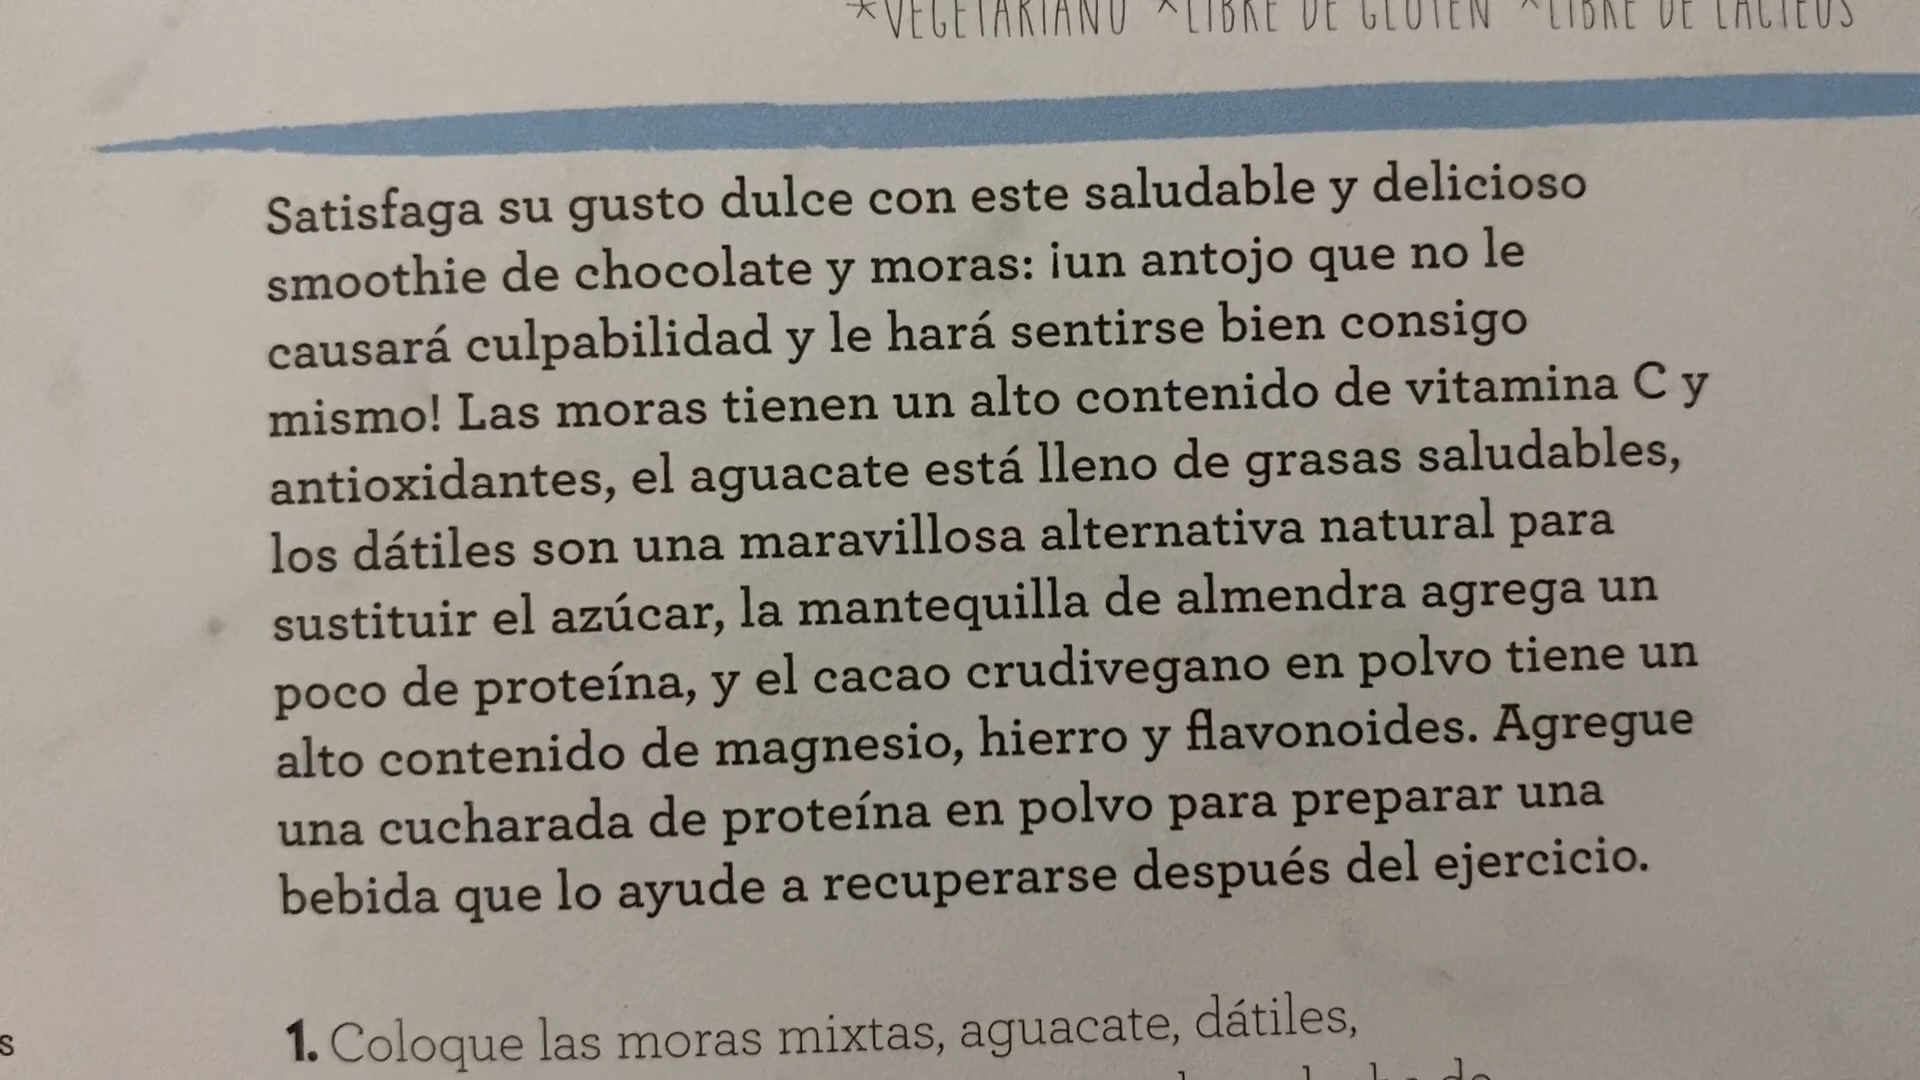 *VEGETARIANO *LIBRE DE GLUTEN *LIBRE DE LÁCTEOS
Satisfaga su gusto dulce con este saludable y delicioso
smoothie de chocolate y moras: ¡un antojo que no le
causará culpabilidad y le hará sentirse bien consigo
mismo! Las moras tienen un alto contenido de vitamina C y
antioxidantes, el aguacate está lleno de grasas saludables,
los dátiles son una maravillosa alternativa natural para
sustituir el azúcar, la mantequilla de almendra agrega un
poco de proteína, y el cacao crudivegano en polvo tiene un
alto contenido de magnesio, hierro y flavonoides. Agregue
una cucharada de proteína en polvo para preparar una
bebida que lo ayude a recuperarse después del ejercicio.
1. Coloque las moras mixtas, aguacate, dátiles,